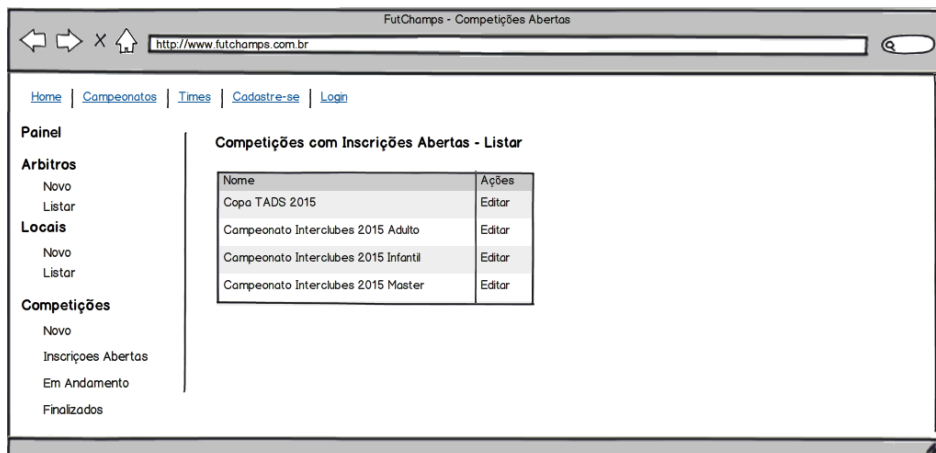 FutChamps - Competições Abertas
http://www.futchamps.com.br
Home | Campeonatos | Times | Cadastre-se | Login
Painel
Arbitros
Novo
Listar
Locais
Novo
Listar
Competições
Novo
Inscriçoes Abertas
Em Andamento
Finalizados
Competições com Inscrições Abertas - Listar
Nome Ações
Copa TADS 2015 Editar
Campeonato Interclubes 2015 Adulto Editar
Campeonato Interclubes 2015 Infantil Editar
Campeonato Interclubes 2015 Master Editar